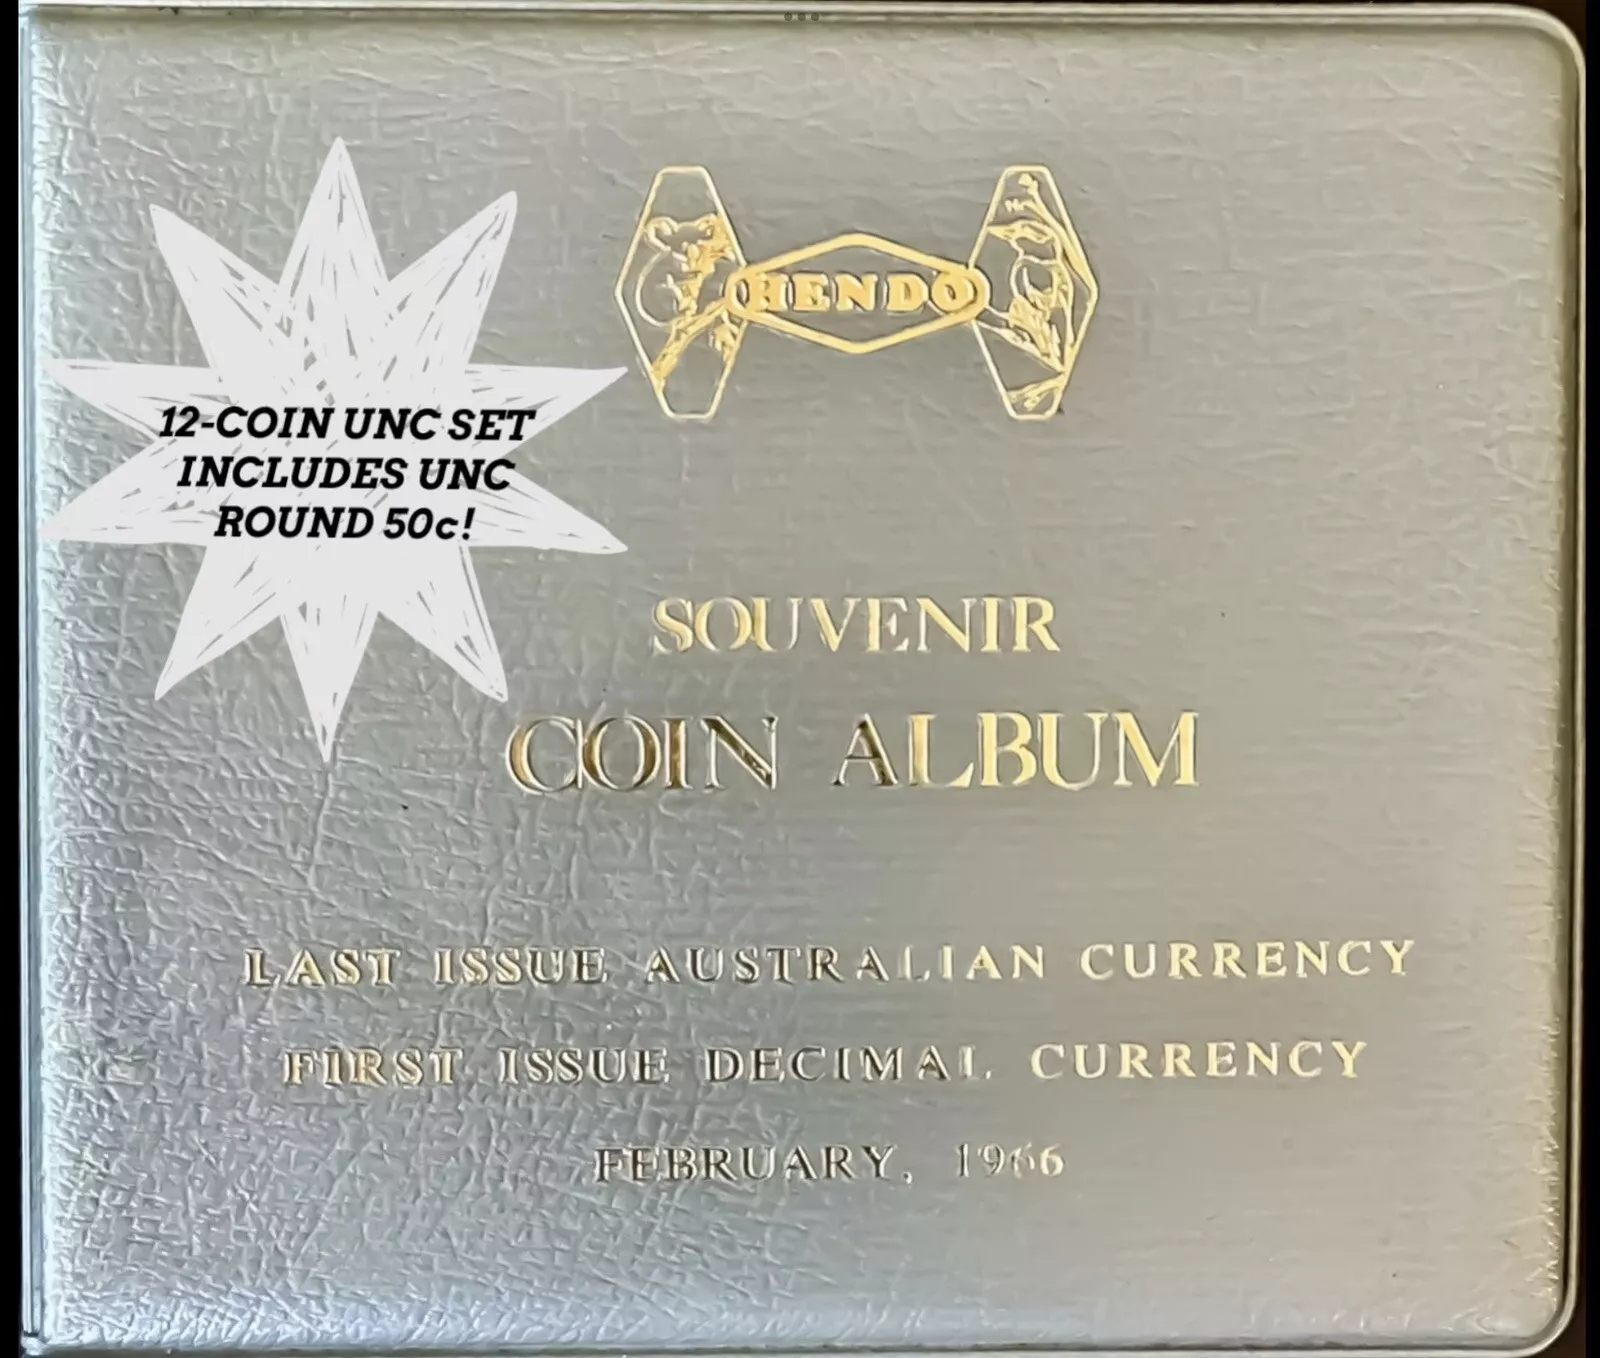 HENDO
12-COIN UNC SET
INCLUDES UNC
ROUND 50c!
SOUVENIR
COIN ALBUM
LAST ISSUE AUSTRALIAN CURRENCY
FIRST ISSUE DECIMAL CURRENCY
FEBRUARY, 1966